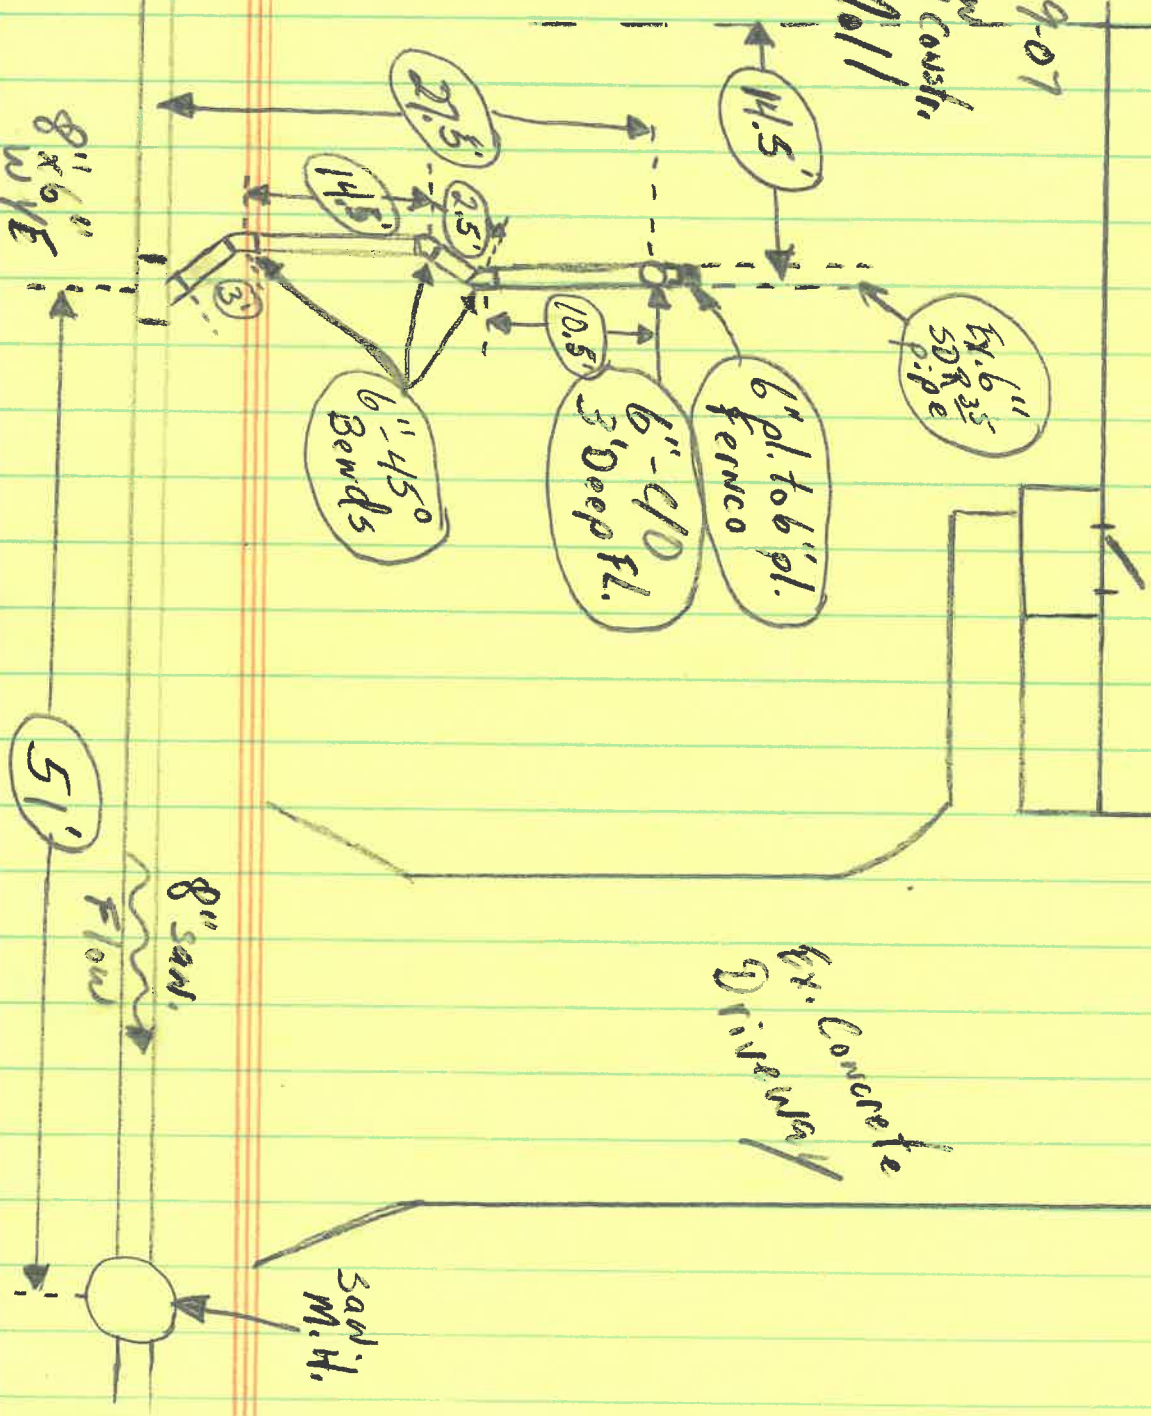 9-07
Constr.
14.5'
27.5'
14.5'
2.5'
3'
10.5'
Ex. 6"
SDR 35
Pipe
6" pl. to 6" pl.
Fernco
6"-C/O
3' Deep FL.
6"-45°
Bends
8"x6"
WYE
51'
8" san.
Flow
Ex. Concrete
Driveway
San.
M.H.